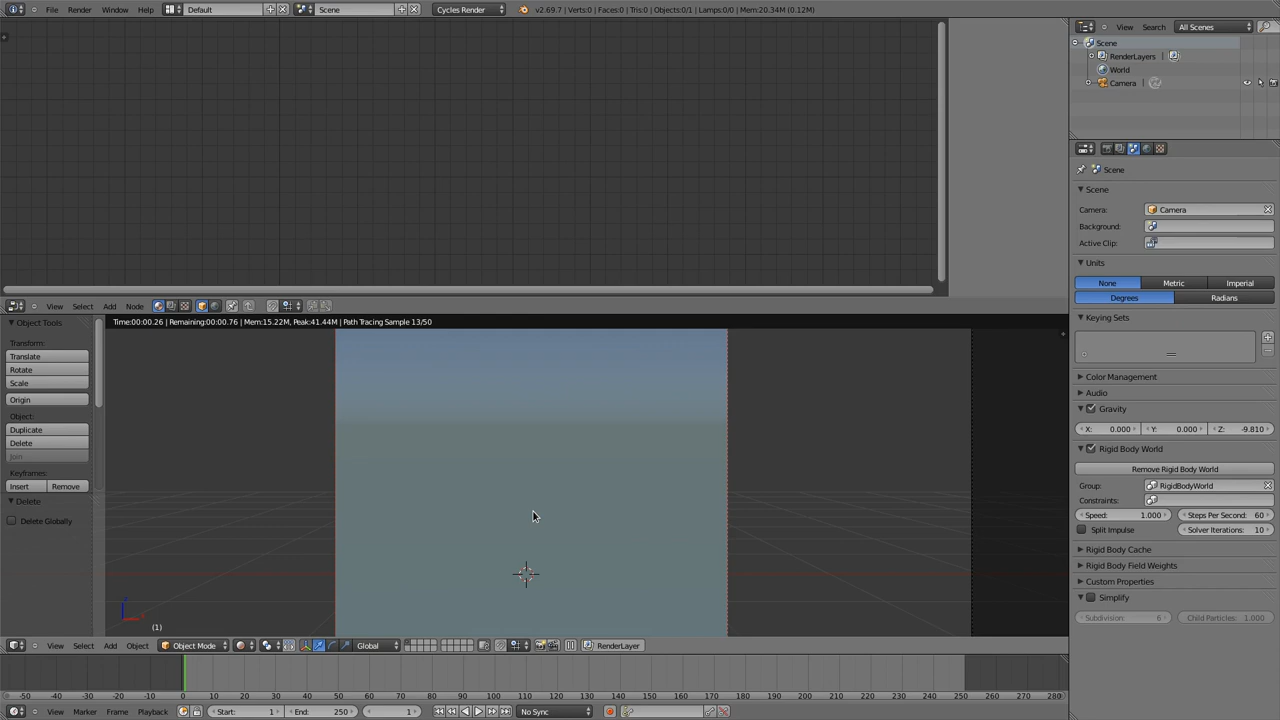 File Render Window Help Default Scene Cycles Render v2.69.7 | Verts:0 | Faces:0 | Tris:0 | Objects:0/1 | Lamps:0/0 | Mem:20.34M (0.12M)
View Search All Scenes
Scene
RenderLayers |
World
Camera
Scene
Scene
Camera: Camera
Background:
Active Clip:
Units
None Metric Imperial
Degrees Radians
Keying Sets
Color Management
Audio
Gravity
X: 0.000 Y: 0.000 Z: -9.810
Rigid Body World
Remove Rigid Body World
Group: RigidBodyWorld
Constraints:
Speed: 1.000 Steps Per Second: 60
Split Impulse Solver Iterations: 10
Rigid Body Cache
Rigid Body Field Weights
Custom Properties
Simplify
Subdivision: 6 Child Particles: 1.000
View Select Add Node
Object Tools
Time:00:00.26 | Remaining:00:00.76 | Mem:15.22M, Peak:41.44M | Path Tracing Sample 13/50
Transform:
Translate
Rotate
Scale
Origin
Object:
Duplicate
Delete
Join
Keyframes:
Insert Remove
Delete
Delete Globally
(1)
View Select Add Object Object Mode Global RenderLayer
-50 -40 -30 -20 -10 0 10 20 30 40 50 60 70 80 90 100 110 120 130 140 150 160 170 180 190 200 210 220 230 240 250 260 270 280
View Marker Frame Playback Start: 1 End: 250 1 No Sync